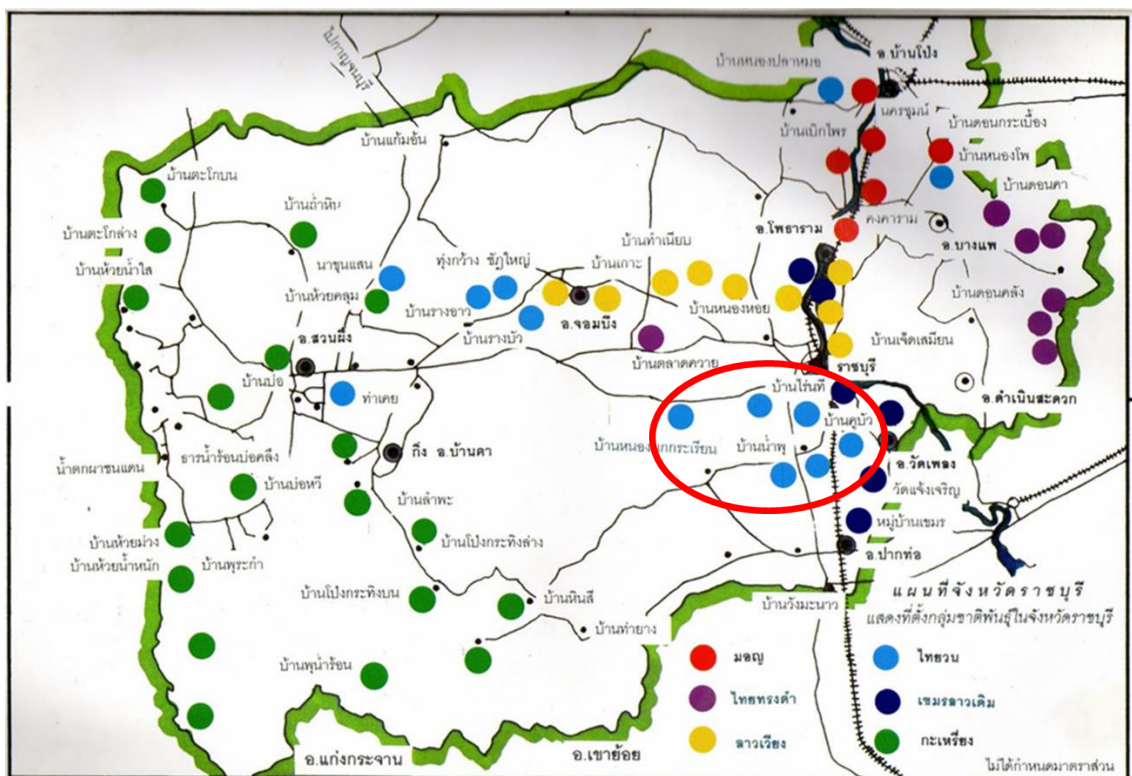 ไปกาญจนบุรี
อ.บ้านโป่ง
บ้านหนองปลาหมอ
นครชุมน์
บ้านเบิกไพร
บ้านดอนกระเบื้อง
บ้านหนองโพ
บ้านแก้มอ้น
บ้านตะโกบน
บ้านดอนคา
บ้านถ้ำหิน
คงคาราม
อ.โพธาราม
อ.บางแพ
บ้านตะโกล่าง
บ้านทำเนียบ
ทุ่งกว้าง ชัฏใหญ่
นาขุนแสน
บ้านเกาะ
บ้านห้วยน้ำใส
บ้านดอนคลัง
บ้านห้วยคลุม
บ้านรางอาว
บ้านหนองหอย
อ.จอมบึง
อ.สวนผึ้ง
บ้านรางบัว
บ้านเจ็ดเสมียน
บ้านตลาดควาย
ราชบุรี
บ้านบ่อ
บ้านไร่นที
อ.ดำเนินสะดวก
ท่าเคย
บ้านคูบัว
บ้านน้ำพุ
ธารน้ำร้อนบ่อคลึง
กิ่ง อ.บ้านคา
อ.วัดเพลง
น้ำตกผาชนแดน
บ้านบ่อหวี
วัดแจ้งเจริญ
บ้านลำพะ
หมู่บ้านเขมร
บ้านห้วยม่วง
บ้านโป่งกระทิงล่าง
อ.ปากท่อ
บ้านห้วยน้ำหนัก
บ้านพุระกำ
แผนที่จังหวัดราชบุรี
บ้านโป่งกระทิงบน
บ้านหินสี
บ้านวังมะนาว
แสดงที่ตั้งกลุ่มชาติพันธุ์ในจังหวัดราชบุรี
บ้านท่ายาง
มอญ
ไทยวน
บ้านพุน้ำร้อน
ไทยทรงดำ
เขมรลาวเดิม
ลาวเวียง
กะเหรี่ยง
อ.แก่งกระจาน
อ.เขาย้อย
ไม่ได้กำหนดมาตราส่วน